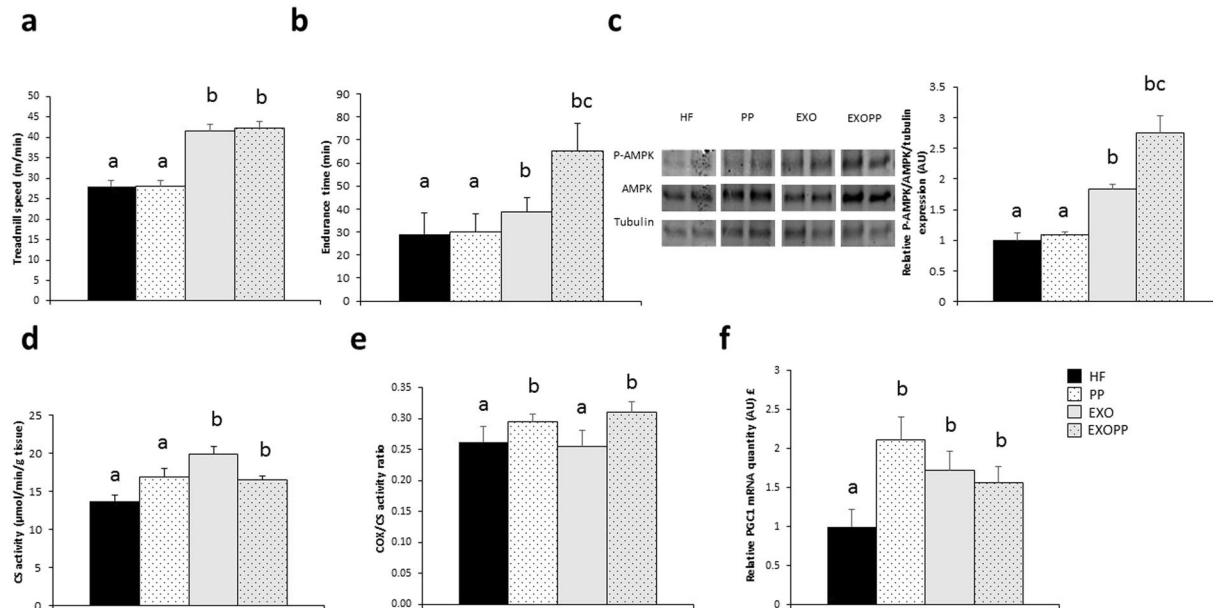 a
Treadmill speed (m/min)
50
45
40
35
30
25
20
15
10
5
0
a
a
b
b
b
Endurance time (min)
90
80
70
60
50
40
30
20
10
0
a
a
b
bc
c
HF PP EXO EXOPP
P-AMPK
AMPK
Tubulin
Relative P-AMPK/AMPK/tubulin
expression (AU)
3.5
3
2.5
2
1.5
1
0.5
0
a
a
b
bc
d
CS activity (µmol/min/g tissue)
25
20
15
10
5
0
a
a
b
b
e
COX/CS activity ratio
0.35
0.30
0.25
0.20
0.15
0.10
0.05
0.00
a
b
a
b
f
Relative PGC1 mRNA quantity (AU) £
3
2.5
2
1.5
1
0.5
0
a
b
b
b
HF
PP
EXO
EXOPP